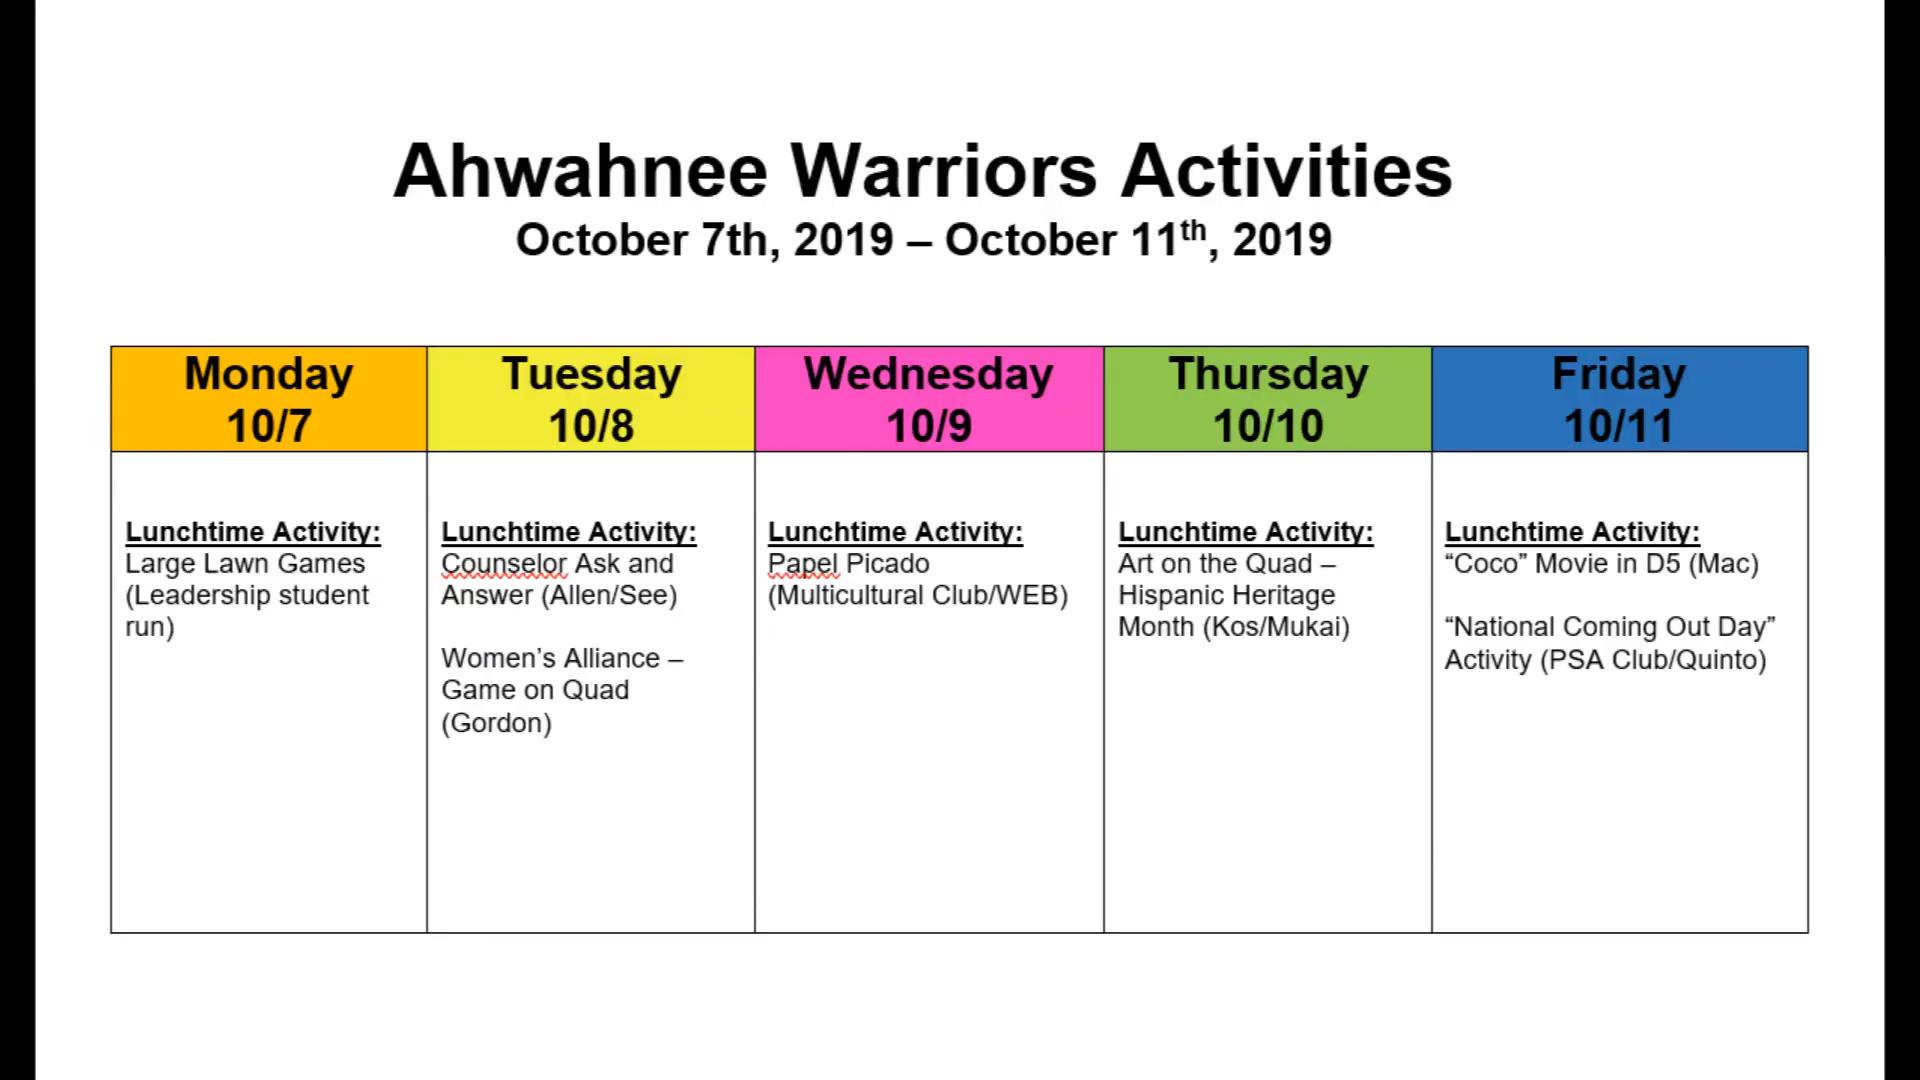 Ahwahnee Warriors Activities
October 7th, 2019 – October 11th, 2019
Monday
10/7
Tuesday
10/8
Wednesday
10/9
Thursday
10/10
Friday
10/11
Lunchtime Activity:
Large Lawn Games
(Leadership student
run)
Lunchtime Activity:
Counselor Ask and
Answer (Allen/See)
Women’s Alliance –
Game on Quad
(Gordon)
Lunchtime Activity:
Papel Picado
(Multicultural Club/WEB)
Lunchtime Activity:
Art on the Quad –
Hispanic Heritage
Month (Kos/Mukai)
Lunchtime Activity:
“Coco” Movie in D5 (Mac)
“National Coming Out Day”
Activity (PSA Club/Quinto)